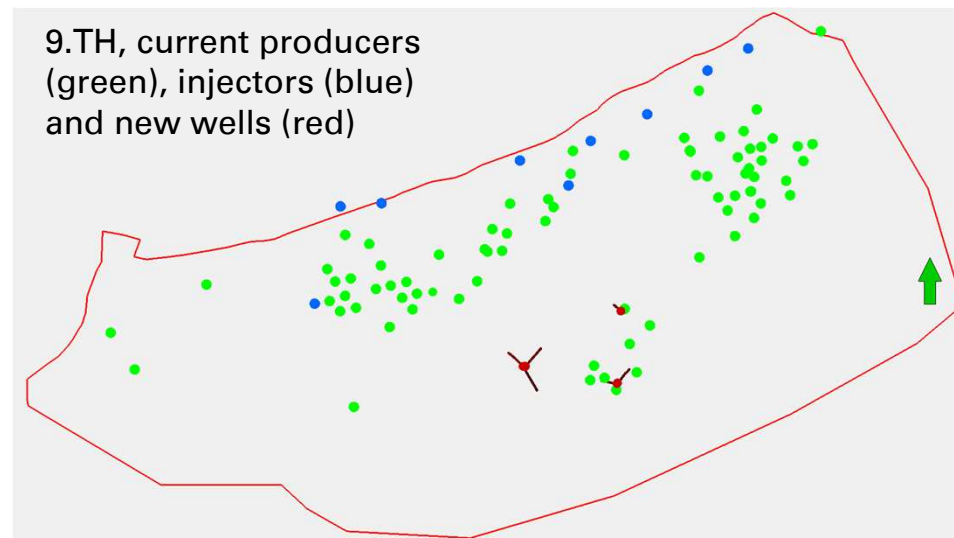 9.TH, current producers
(green), injectors (blue)
and new wells (red)